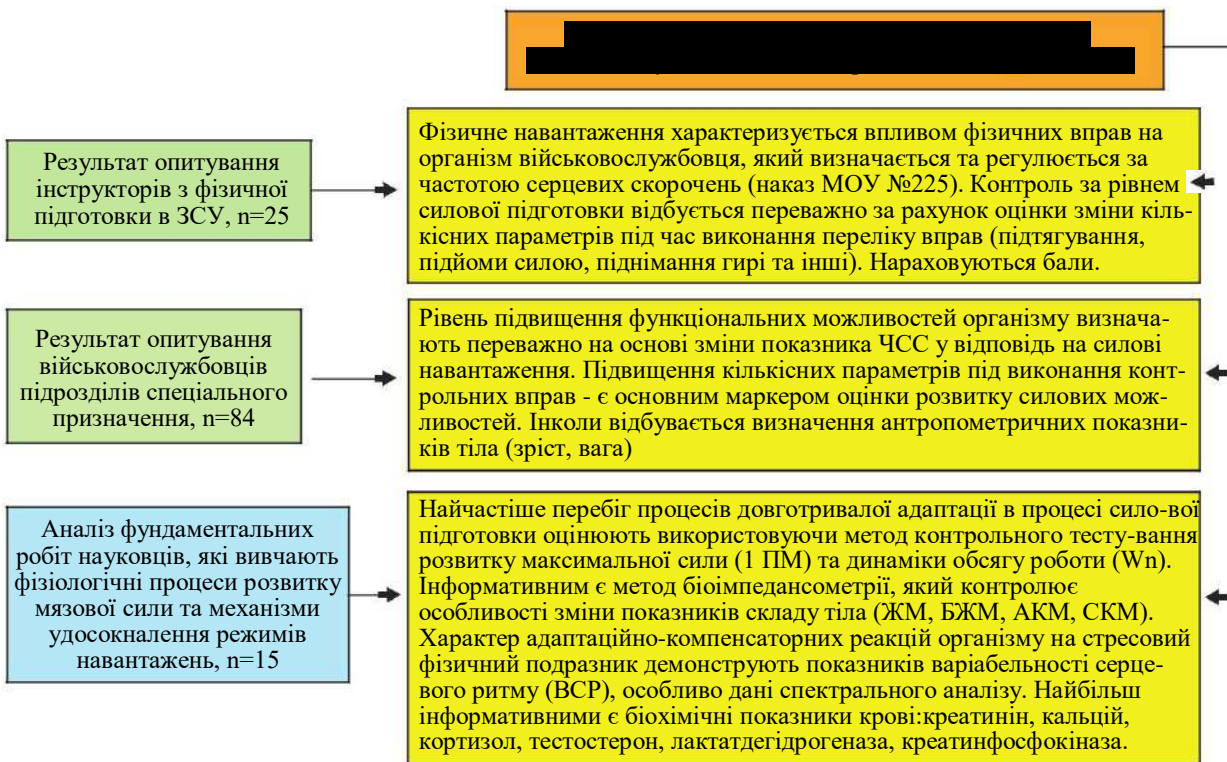 Результат опитування
інструкторів з фізичної
підготовки в ЗСУ, n=25
Фізичне навантаження характеризується впливом фізичних вправ на
організм військовослужбовця, який визначається та регулюється за
частотою серцевих скорочень (наказ МОУ №225). Контроль за рівнем
силової підготовки відбується переважно за рахунок оцінки зміни кіль-
кісних параметрів під час виконання переліку вправ (підтягування,
підйоми силою, піднімання гирі та інші). Нараховуються бали.
Результат опитування
військовослужбовців
підрозділів спеціального
призначення, n=84
Рівень підвищення функціональних можливостей організму визнача-
ють переважно на основі зміни показника ЧСС у відповідь на силові
навантаження. Підвищення кількісних параметрів під виконання конт-
рольних вправ - є основним маркером оцінки розвитку силових мож-
ливостей. Інколи відбувається визначення антропометричних показни-
ків тіла (зріст, вага)
Аналіз фундаментальних
робіт науковців, які вивчають
фізіологічні процеси розвитку
мязової сили та механізми
удосокналення режимів
навантажень, n=15
Найчастіше перебіг процесів довготривалої адаптації в процесі сило-вої
підготовки оцінюють використовуючи метод контрольного тесту-вання
розвитку максимальної сили (1 ПМ) та динаміки обсягу роботи (Wn).
Інформативним є метод біоімпедансометрії, який контролює
особливості зміни показників складу тіла (ЖМ, БЖМ, АКМ, СКМ).
Характер адаптаційно-компенсаторних реакцій організму на стресовий
фізичний подразник демонструють показників варіабельності серце-
вого ритму (ВСР), особливо дані спектрального аналізу. Найбільш
інформативними є біохімічні показники крові:креатинін, кальцій,
кортизол, тестостерон, лактатдегідрогеназа, креатинфосфокіназа.